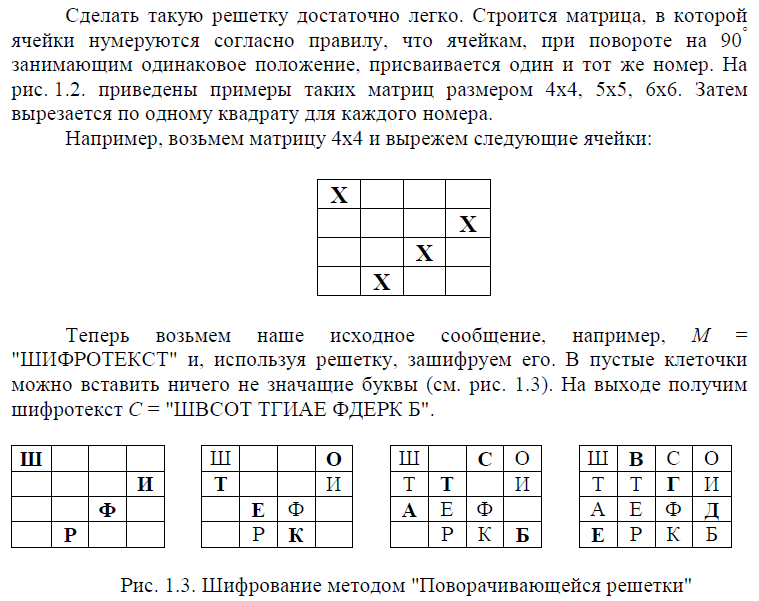 Сделать такую решетку достаточно легко. Строится матрица, в которой
ячейки нумеруются согласно правилу, что ячейкам, при повороте на 90°
занимающим одинаковое положение, присваивается один и тот же номер. На
рис. 1.2. приведены примеры таких матриц размером 4x4, 5x5, 6x6. Затем
вырезается по одному квадрату для каждого номера.
Например, возьмем матрицу 4x4 и вырежем следующие ячейки:
X
X
X
X
Теперь возьмем наше исходное сообщение, например, M =
"ШИФРОТЕКСТ" и, используя решетку, зашифруем его. В пустые клеточки
можно вставить ничего не значащие буквы (см. рис. 1.3). На выходе получим
шифротекст C = "ШВСОТ ТГИАЕ ФДЕРК Б".
Ш
И
Ф
Р
Ш О
Т И
Е Ф
Р К
Ш С О
Т Т И
А Е Ф
Р К Б
Ш В С О
Т Т Г И
А Е Ф Д
Е Р К Б
Рис. 1.3. Шифрование методом "Поворачивающейся решетки"